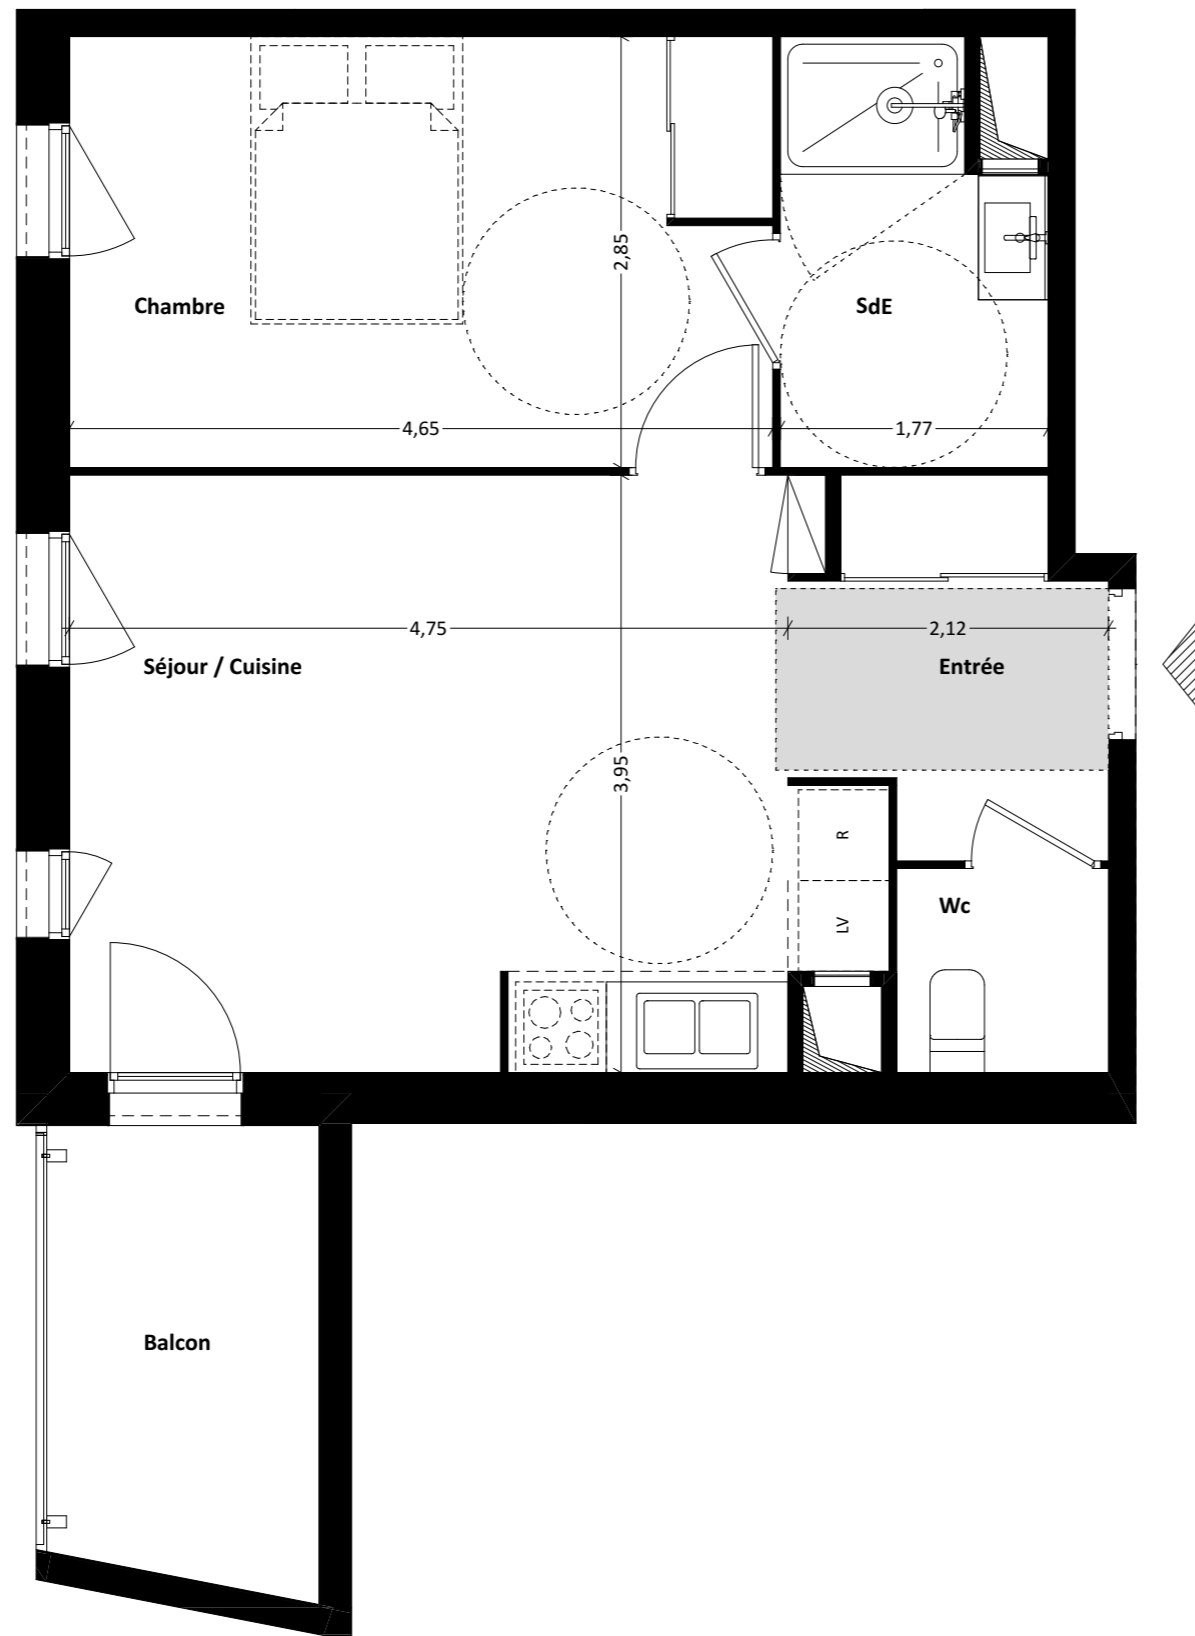 2,85
Chambre
SdE
4,65
1,77
4,75
2,12
Séjour / Cuisine
Entrée
3,95
R
LV
Wc
Balcon